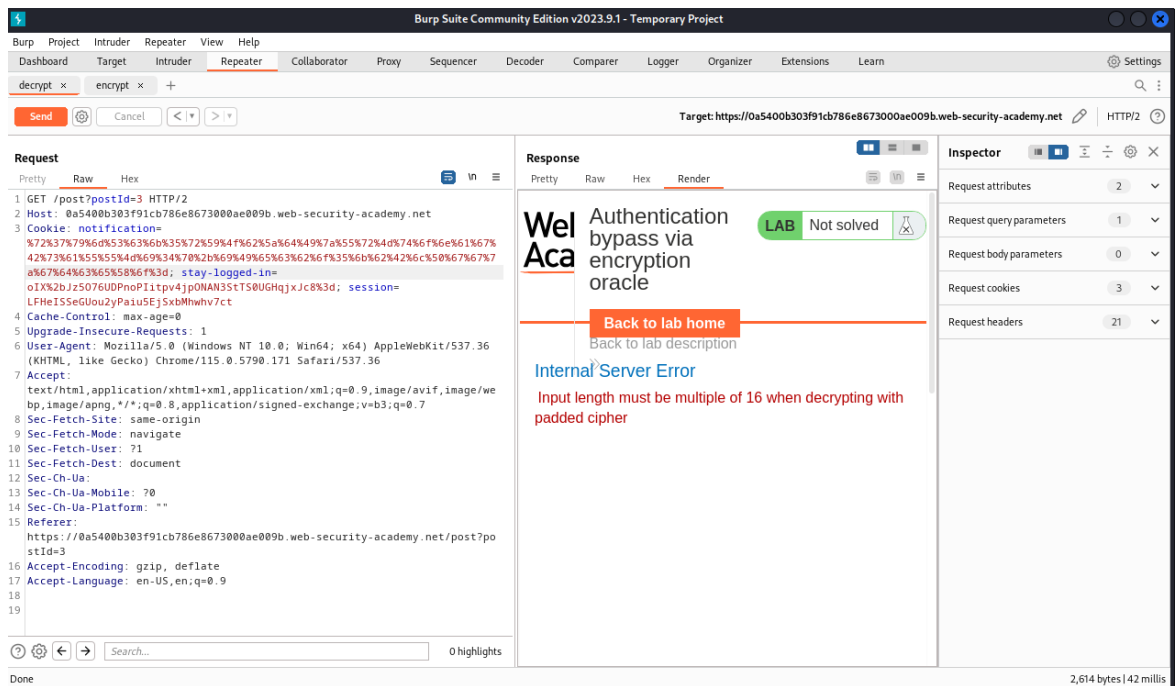 Burp Suite Community Edition v2023.9.1 - Temporary Project
Burp Project Intruder Repeater View Help
Dashboard Target Intruder Repeater Collaborator Proxy Sequencer Decoder Comparer Logger Organizer Extensions Learn Settings
decrypt × encrypt × +
Send Cancel < > Target: https://0a5400b303f91cb786e8673000ae009b.web-security-academy.net HTTP/2
Request
Pretty Raw Hex \n
1 GET /post?postId=3 HTTP/2
2 Host: 0a5400b303f91cb786e8673000ae009b.web-security-academy.net
3 Cookie: notification=
%72%37%79%6d%53%63%6b%35%72%59%4f%62%5a%64%49%7a%55%72%4d%74%6f%6e%61%67%
42%73%61%55%55%4d%69%34%70%2b%69%49%65%63%62%6f%35%6b%62%42%6c%50%67%67%7
a%67%64%63%65%58%6f%3d; stay-logged-in=
oIX%2bJz5O76UDPnoPIitpv4jpONAN3StTS0UGHqjxJc8%3d; session=
LFHeISSeGUou2yPaiu5EjSxbMhwhv7ct
4 Cache-Control: max-age=0
5 Upgrade-Insecure-Requests: 1
6 User-Agent: Mozilla/5.0 (Windows NT 10.0; Win64; x64) AppleWebKit/537.36
(KHTML, like Gecko) Chrome/115.0.5790.171 Safari/537.36
7 Accept:
text/html,application/xhtml+xml,application/xml;q=0.9,image/avif,image/we
bp,image/apng,*/*;q=0.8,application/signed-exchange;v=b3;q=0.7
8 Sec-Fetch-Site: same-origin
9 Sec-Fetch-Mode: navigate
10 Sec-Fetch-User: ?1
11 Sec-Fetch-Dest: document
12 Sec-Ch-Ua:
13 Sec-Ch-Ua-Mobile: ?0
14 Sec-Ch-Ua-Platform: ""
15 Referer:
https://0a5400b303f91cb786e8673000ae009b.web-security-academy.net/post?po
stId=3
16 Accept-Encoding: gzip, deflate
17 Accept-Language: en-US,en;q=0.9
18
19
Search... 0 highlights
Response
Pretty Raw Hex Render \n
Wel
Aca
Authentication
bypass via
encryption
oracle
LAB Not solved
Back to lab home
Back to lab description
Internal Server Error
Input length must be multiple of 16 when decrypting with
padded cipher
Inspector
Request attributes 2
Request query parameters 1
Request body parameters 0
Request cookies 3
Request headers 21
Done 2,614 bytes | 42 millis